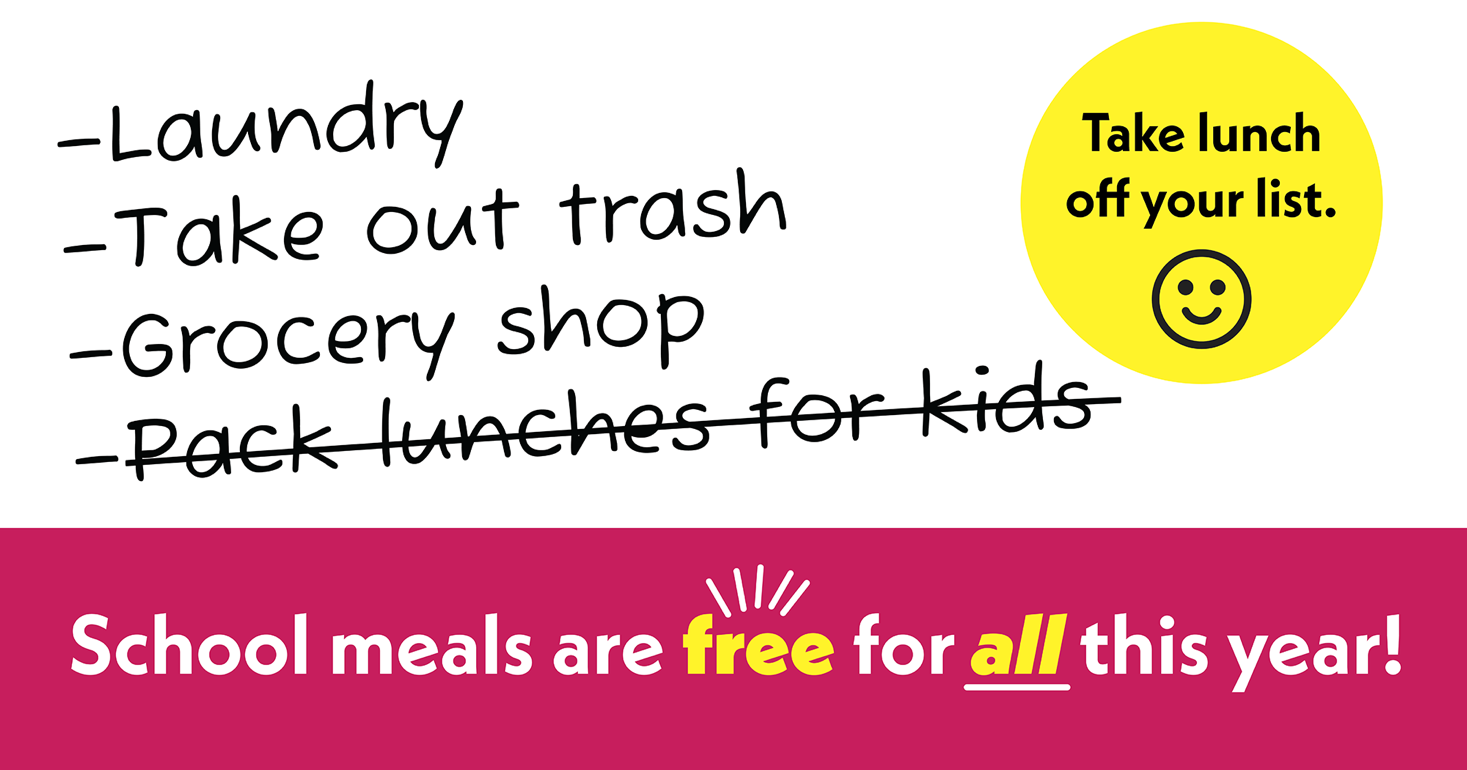 -Laundry
-Take out trash
-Grocery shop
-Pack lunches for kids
Take lunch
off your list.
School meals are free for all this year!